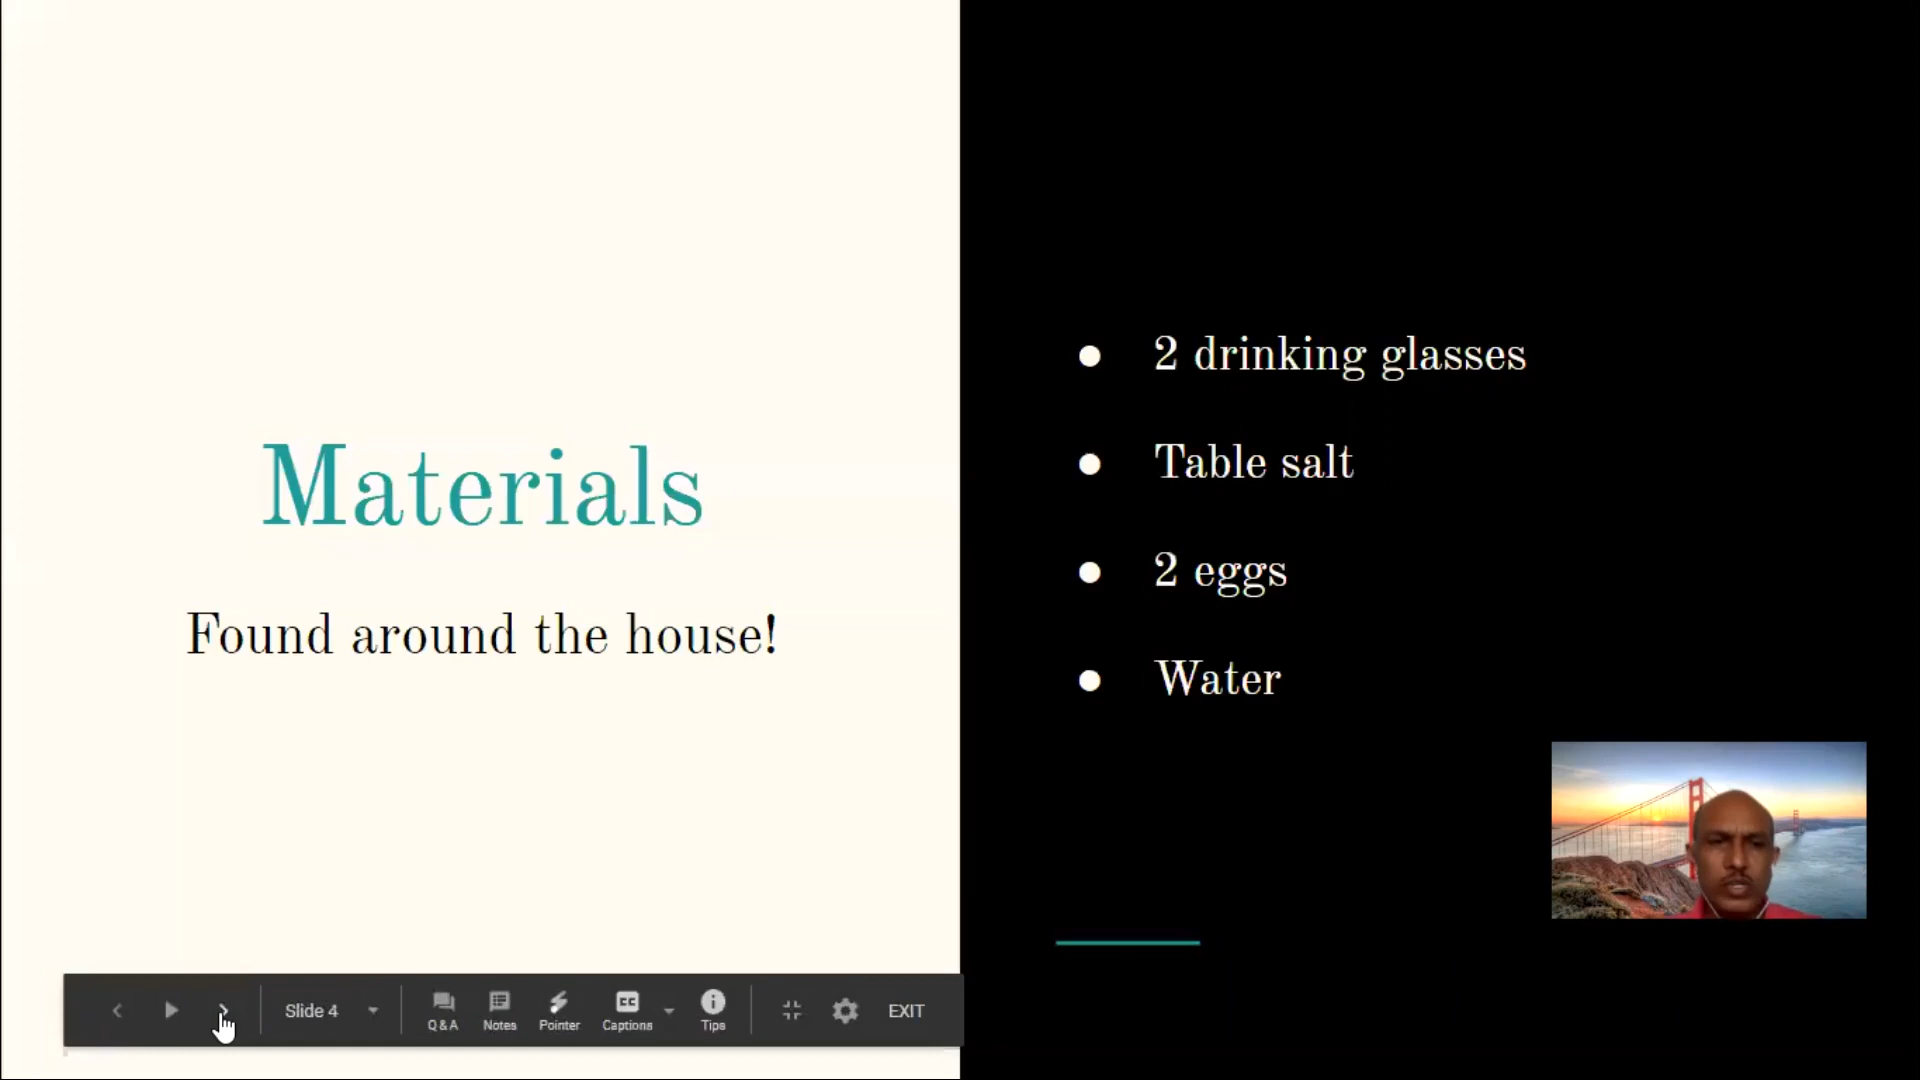 Materials
Found around the house!
● 2 drinking glasses
● Table salt
● 2 eggs
● Water
Slide 4
Q&A
Notes
Pointer
CC
Captions
Tips
EXIT